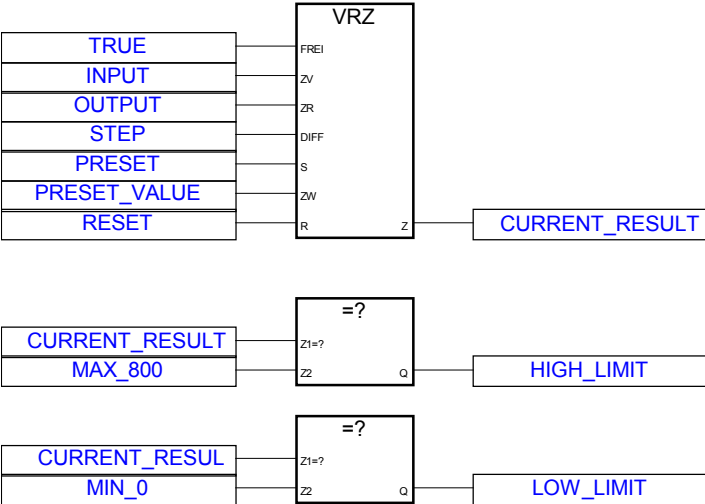 VRZ
TRUE FREI
INPUT ZV
OUTPUT ZR
STEP DIFF
PRESET S
PRESET_VALUE ZW
RESET R Z CURRENT_RESULT
=?
CURRENT_RESULT Z1=?
MAX_800 Z2 Q HIGH_LIMIT
=?
CURRENT_RESUL Z1=?
MIN_0 Z2 Q LOW_LIMIT